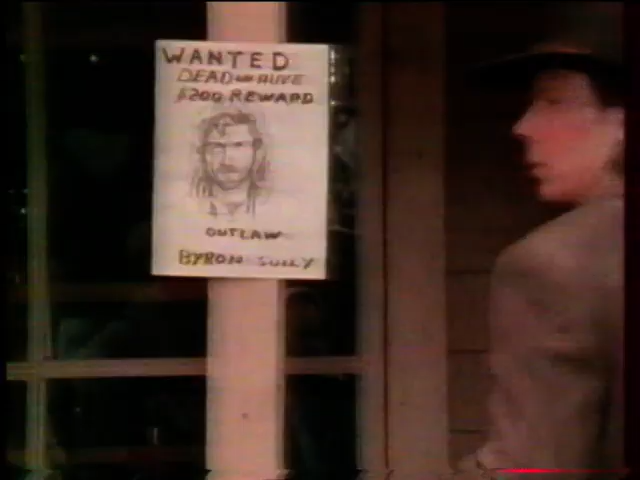 WANTED
DEAD OR ALIVE
$200 REWARD
OUTLAW
BYRON SULLY